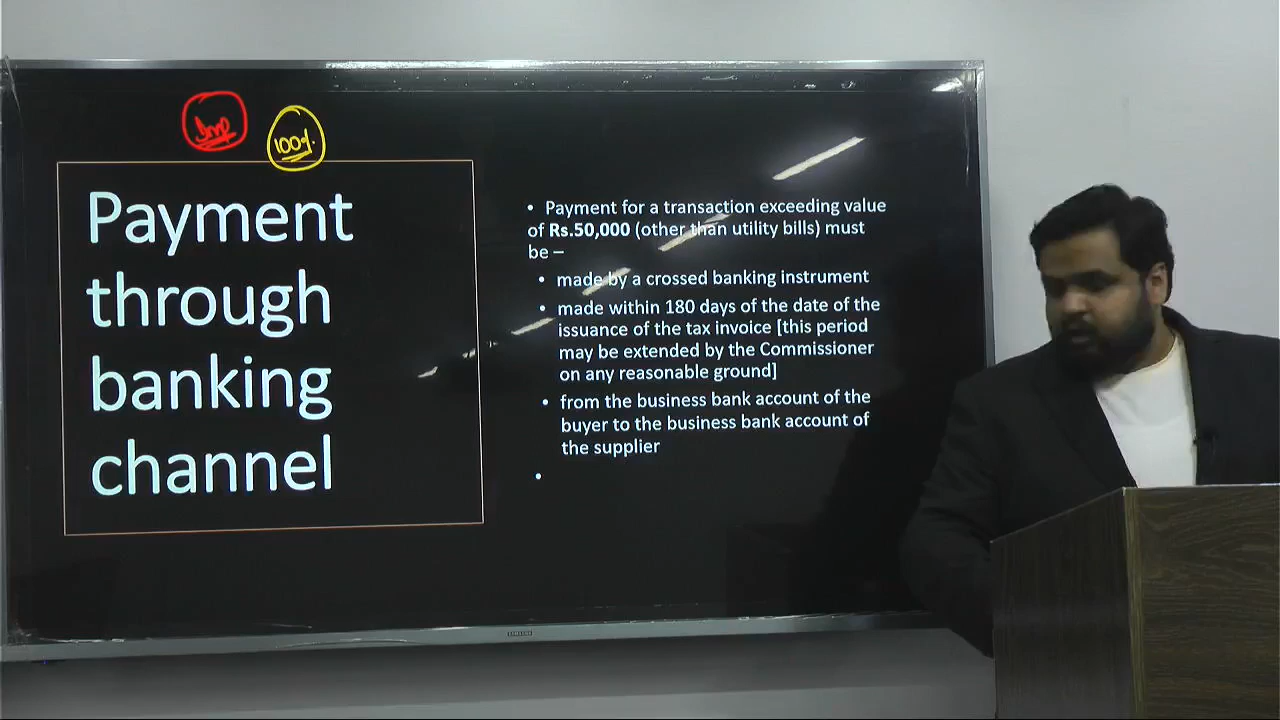 Imp
100%
Payment
through
banking
channel
• Payment for a transaction exceeding value
of Rs.50,000 (other than utility bills) must
be –
• made by a crossed banking instrument
• made within 180 days of the date of the
issuance of the tax invoice [this period
may be extended by the Commissioner
on any reasonable ground]
• from the business bank account of the
buyer to the business bank account of
the supplier
•
SAMSUNG